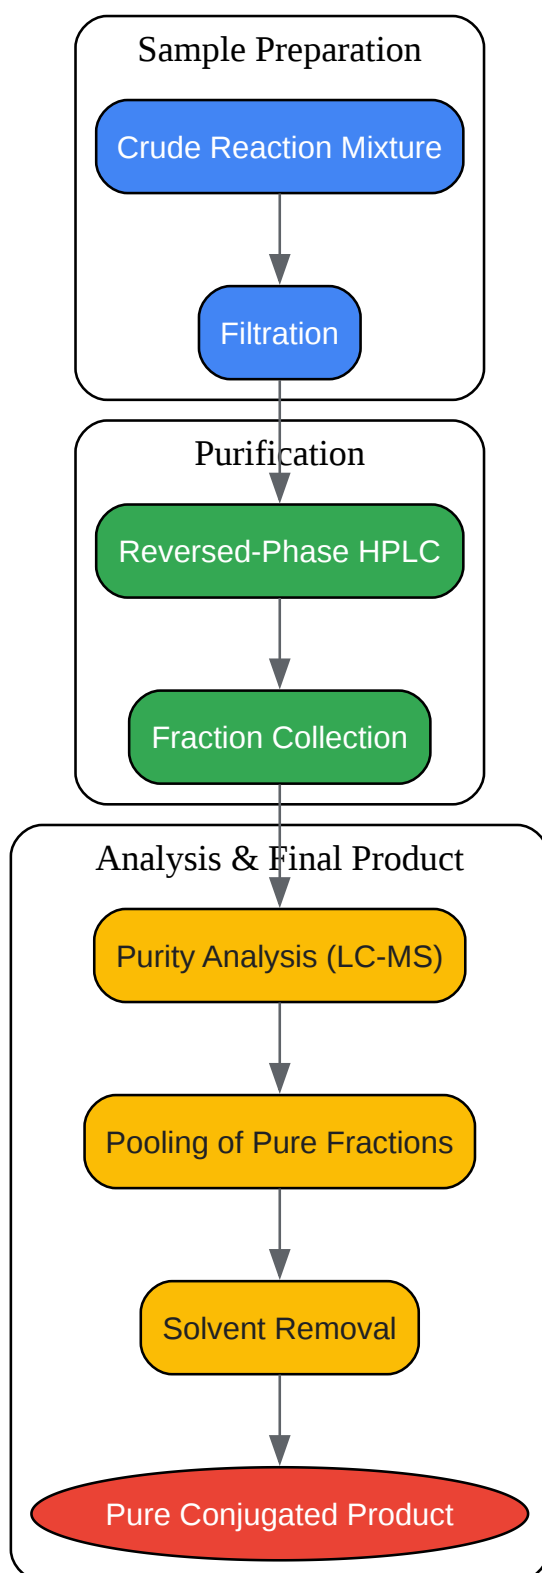 Sample Preparation
Crude Reaction Mixture
Filtration
Purification
Reversed-Phase HPLC
Fraction Collection
Analysis & Final Product
Purity Analysis (LC-MS)
Pooling of Pure Fractions
Solvent Removal
Pure Conjugated Product